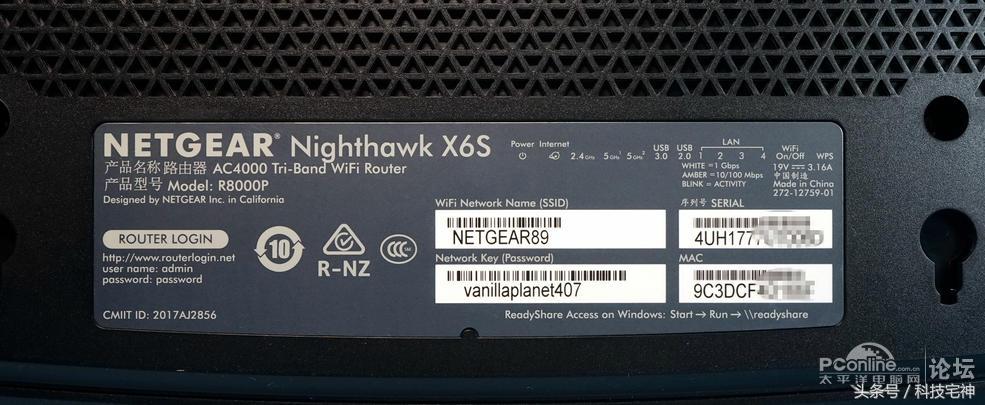 NETGEAR® Nighthawk X6S
产品名称 路由器 AC4000 Tri-Band WiFi Router
产品型号 Model: R8000P
Designed by NETGEAR Inc. in California
Power Internet 2.4GHz 5GHz1 5GHz2 USB 3.0 USB 2.0 LAN 1 2 3 4 WiFi On/Off WPS
WHITE = 1 Gbps
AMBER = 10/100 Mbps
BLINK = ACTIVITY
19V 3.16A
中国制造
Made in China
272-12759-01
ROUTER LOGIN
http://www.routerlogin.net
user name: admin
password: password
10
R-NZ
CCC
WiFi Network Name (SSID)
NETGEAR89
Network Key (Password)
vanillaplanet407
序列号 SERIAL
4UH177
MAC
9C3DCF
CMIIT ID: 2017AJ2856
ReadyShare Access on Windows: Start → Run → \\readyshare
PConline.com.cn 论坛
太平洋电脑网
头条号 / 科技宅神